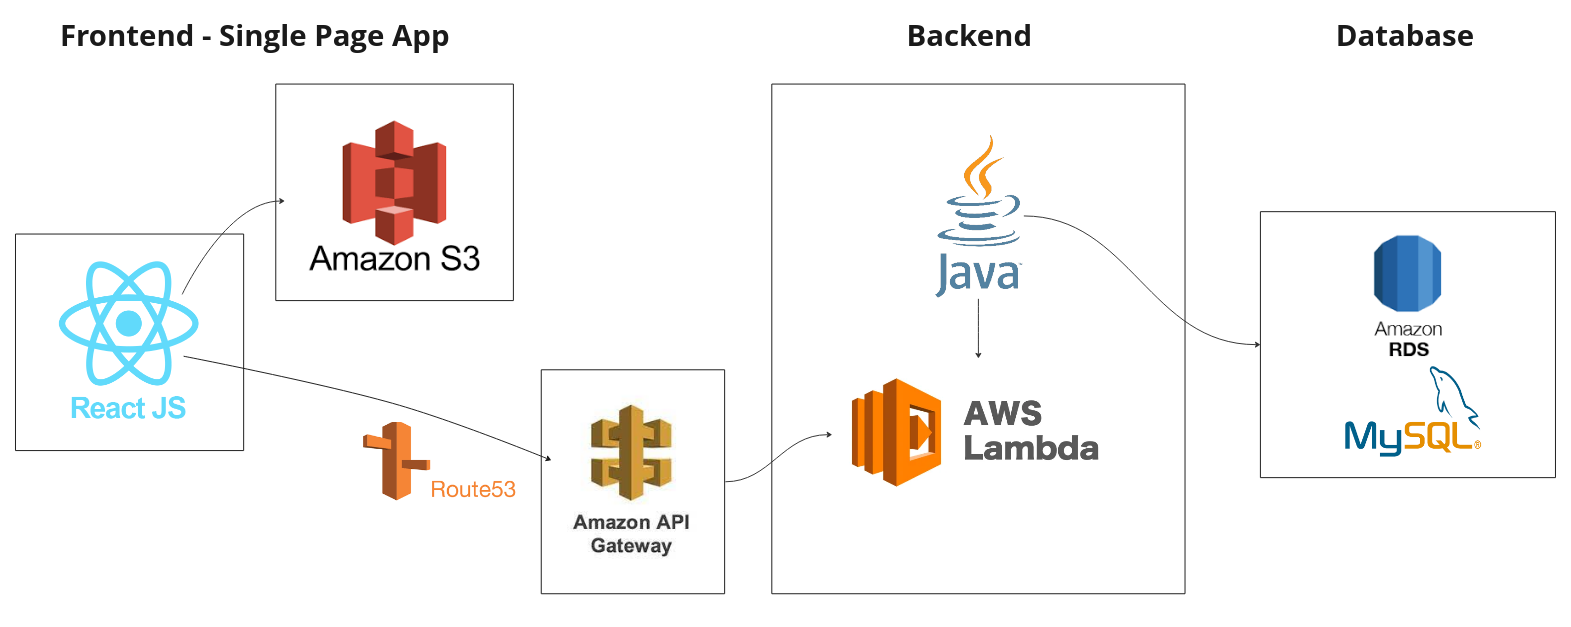 Frontend - Single Page App
Backend
Database
Amazon S3
React JS
Route53
Amazon API
Gateway
Java™
AWS
Lambda
Amazon
RDS
MySQL®